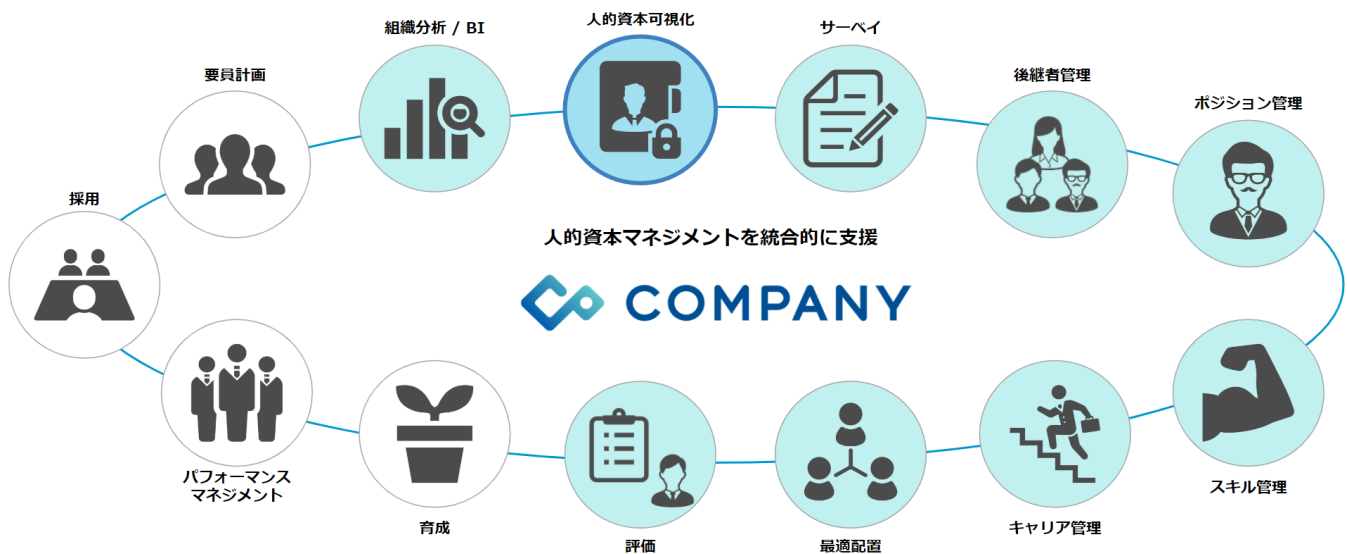 人的資本可視化
組織分析 / BI
サーベイ
要員計画
後継者管理
ポジション管理
採用
人的資本マネジメントを統合的に支援
COMPANY
パフォーマンス
マネジメント
スキル管理
育成
キャリア管理
評価
最適配置